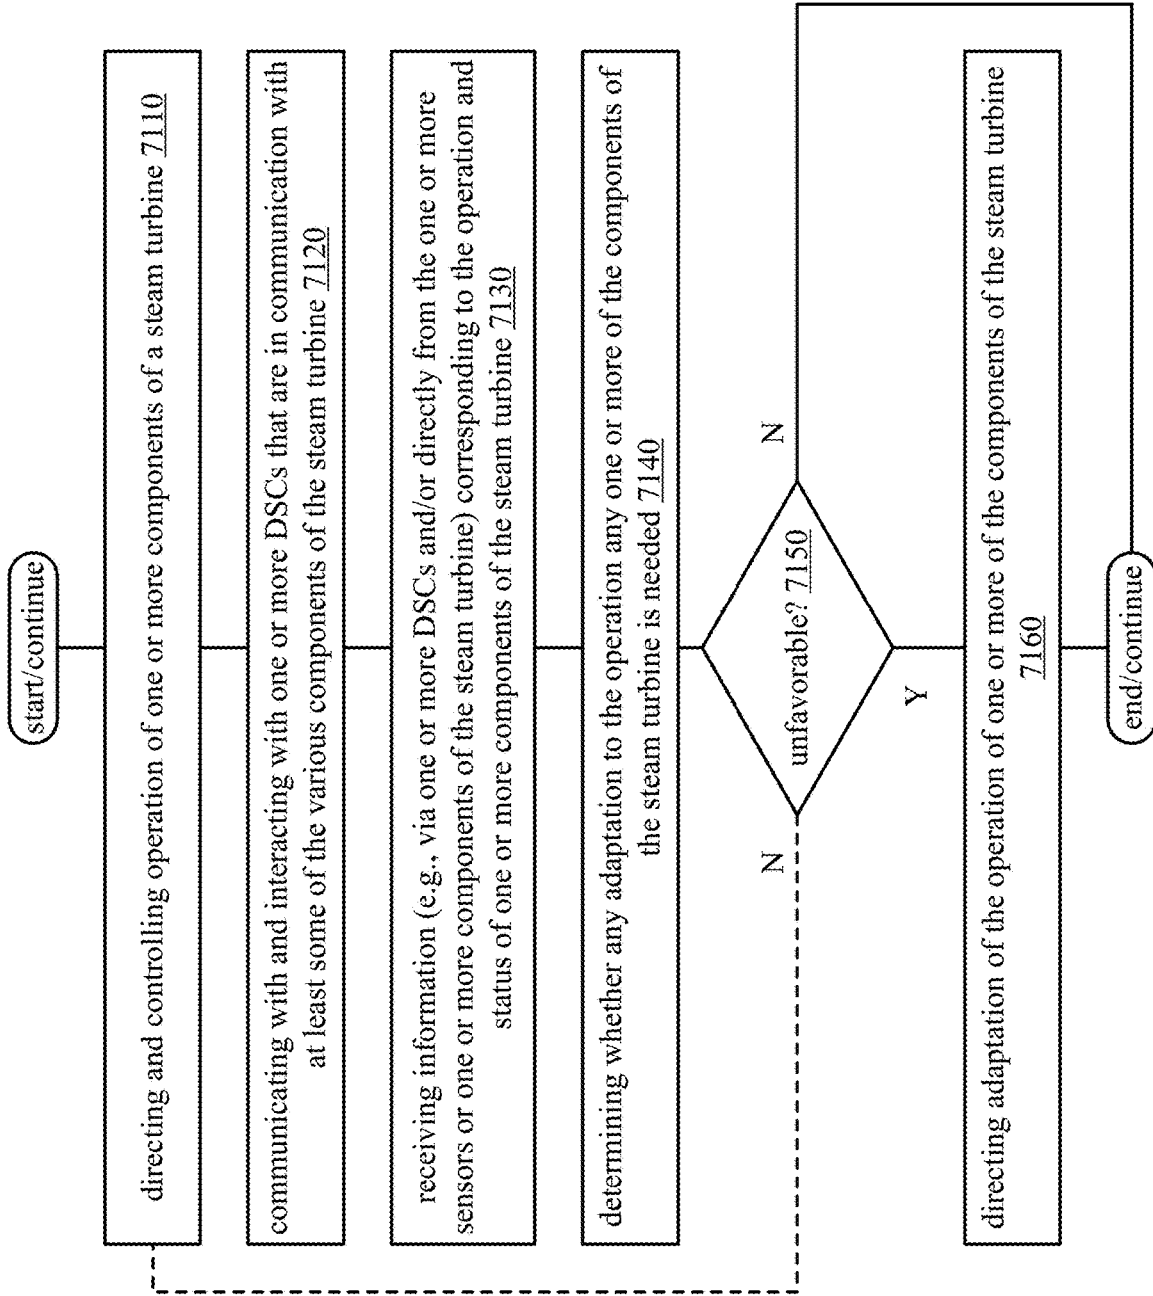 start/continue
directing and controlling operation of one or more components of a steam turbine 7110
communicating with and interacting with one or more DSCs that are in communication with
at least some of the various components of the steam turbine 7120
receiving information (e.g., via one or more DSCs and/or directly from the one or more
sensors or one or more components of the steam turbine) corresponding to the operation and
status of one or more components of the steam turbine 7130
determining whether any adaptation to the operation any one or more of the components of
the steam turbine is needed 7140
unfavorable? 7150
N
N
Y
directing adaptation of the operation of one or more of the components of the steam turbine
7160
end/continue